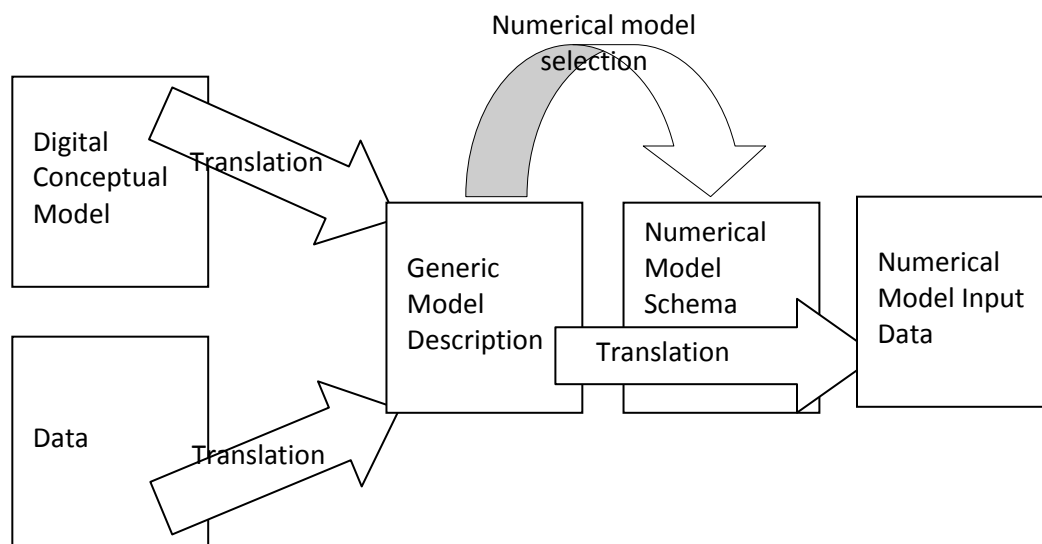 Numerical model
selection
Digital
Conceptual
Model
Translation
Generic
Model
Description
Numerical
Model
Schema
Translation
Numerical
Model Input
Data
Data
Translation